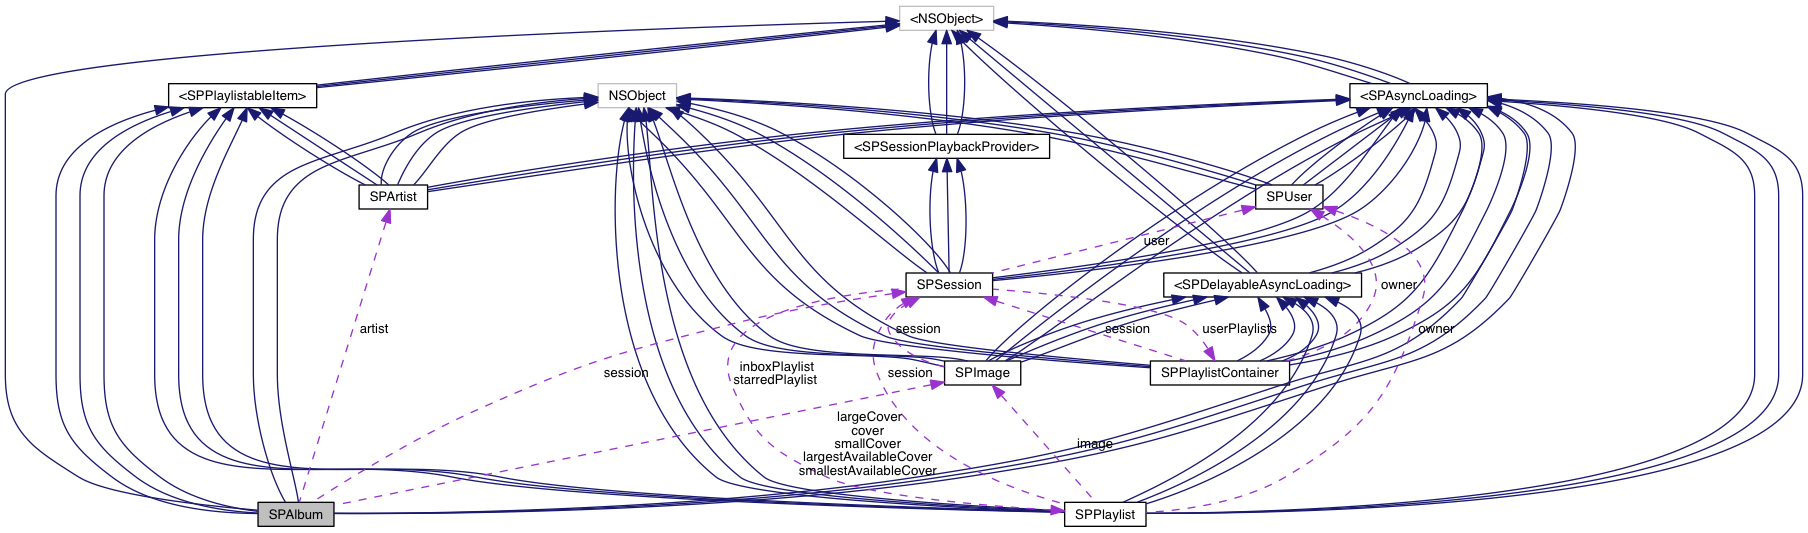 <NSObject>
<SPPlaylistableItem>
NSObject
<SPAsyncLoading>
<SPSessionPlaybackProvider>
SPArtist
SPUser
user
SPSession
<SPDelayableAsyncLoading>
owner
artist
session
userPlaylists
session
owner
inboxPlaylist
starredPlaylist
session
session
SPImage
SPPlaylistContainer
largeCover
cover
smallCover
largestAvailableCover
smallestAvailableCover
image
SPAlbum
SPPlaylist